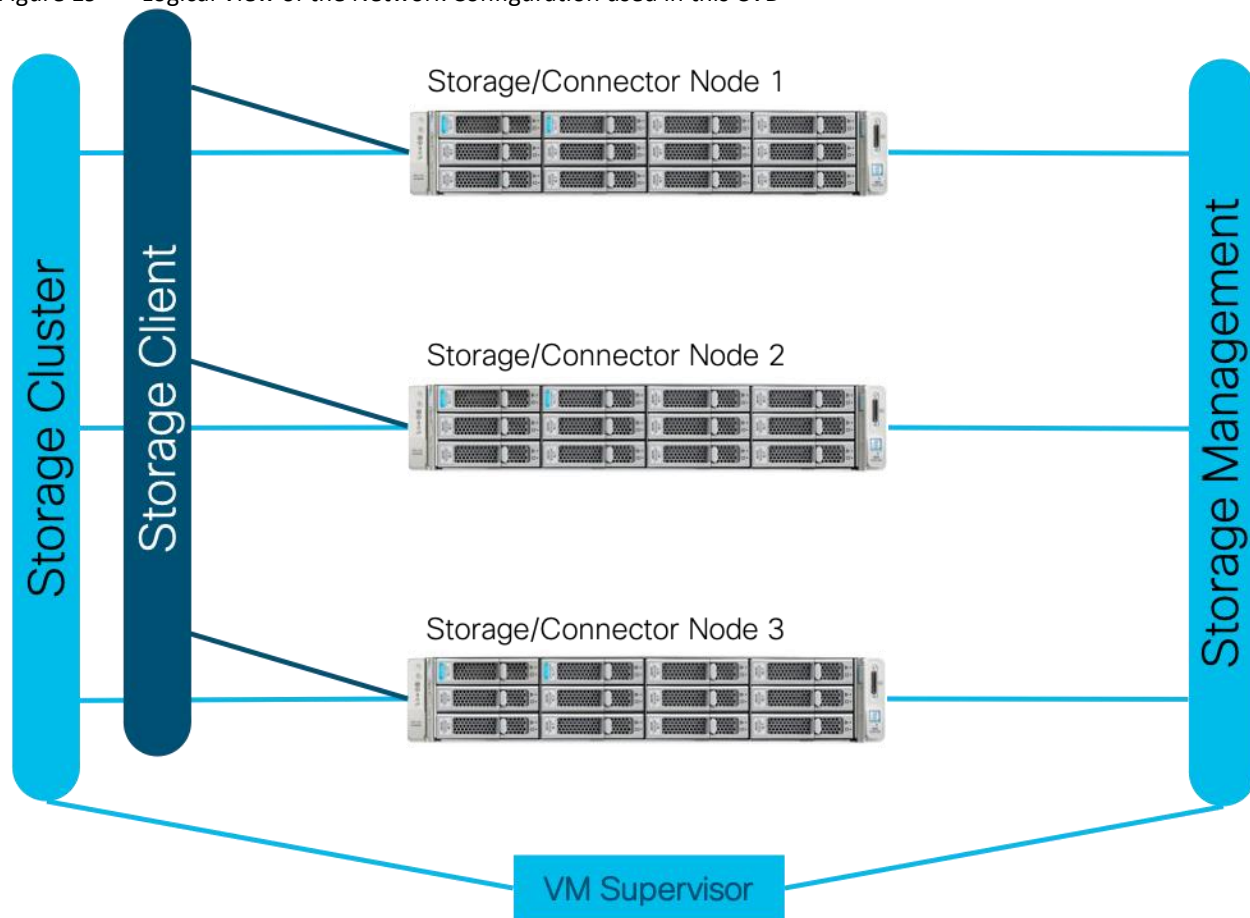 Storage/Connector Node 1
Storage/Connector Node 2
Storage/Connector Node 3
Storage Cluster
Storage Client
Storage Management
VM Supervisor